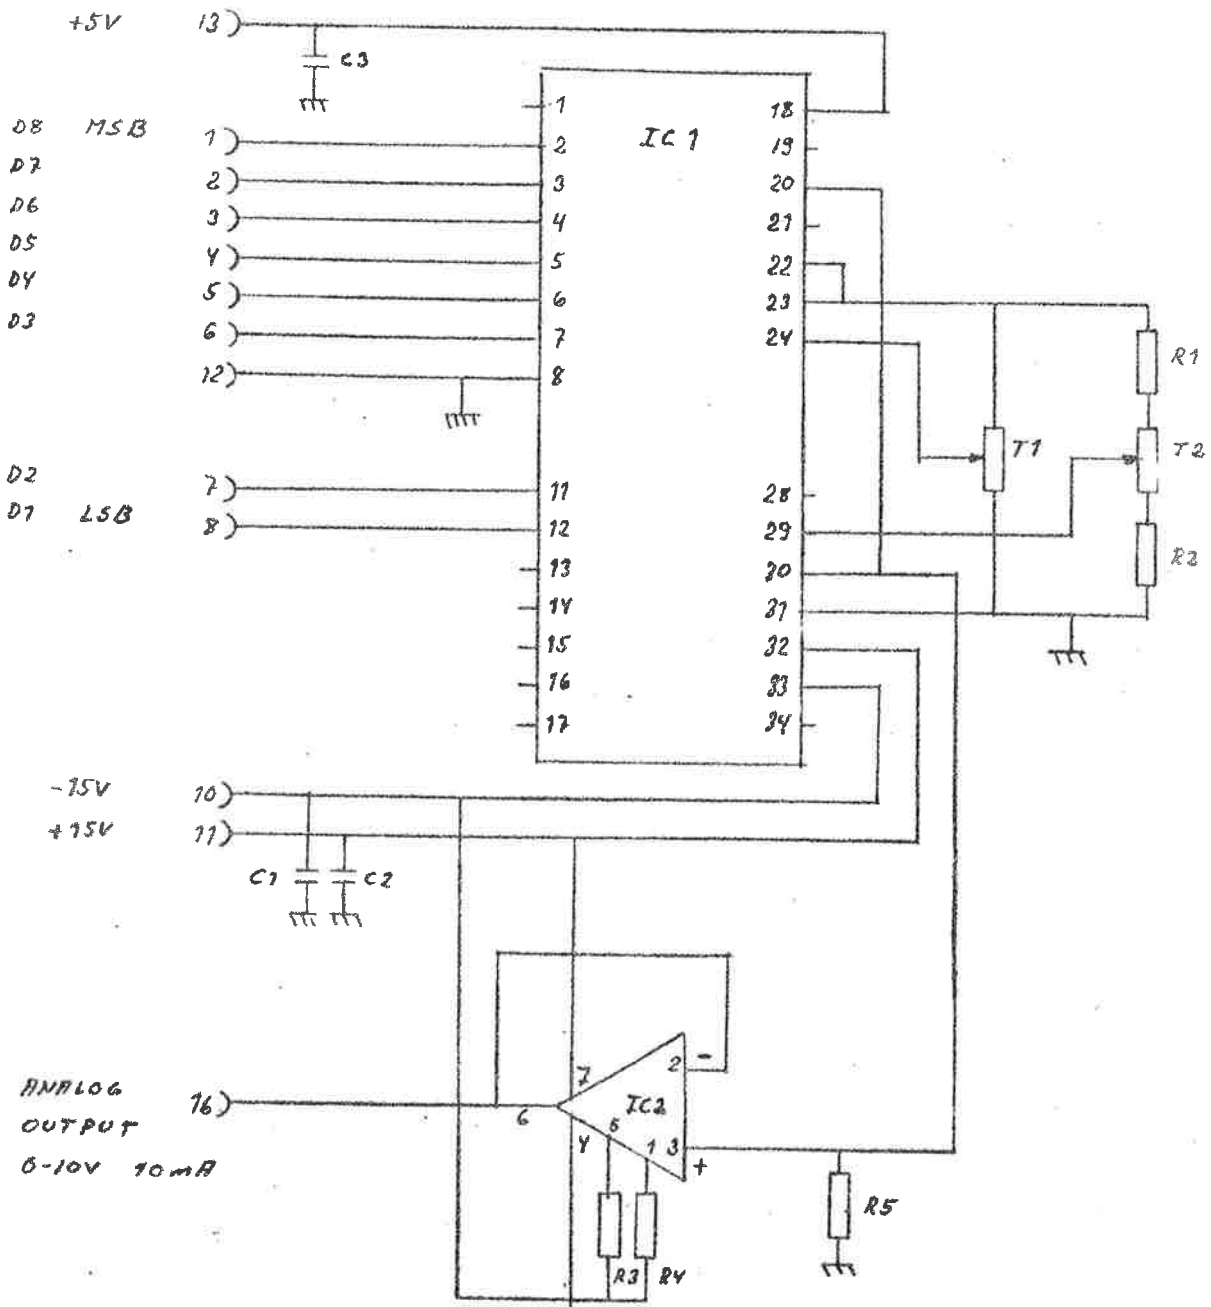 +5V 13
C3
D8 MSB 1
D7 2
D6 3
D5 4
D4 5
D3 6
12
D2 7
D1 LSB 8
IC1
1 18
2 19
3 20
4 21
5 22
6 23
7 24
8
11 28
12 29
13 30
14 31
15 32
16 33
17 34
R1
T1 T2
R2
-15V 10
+15V 11
C1 C2
7 2 -
IC2
6 4 5 1 3 +
ANALOG 16
OUTPUT
0-10V 10mA
R3 R4
R5